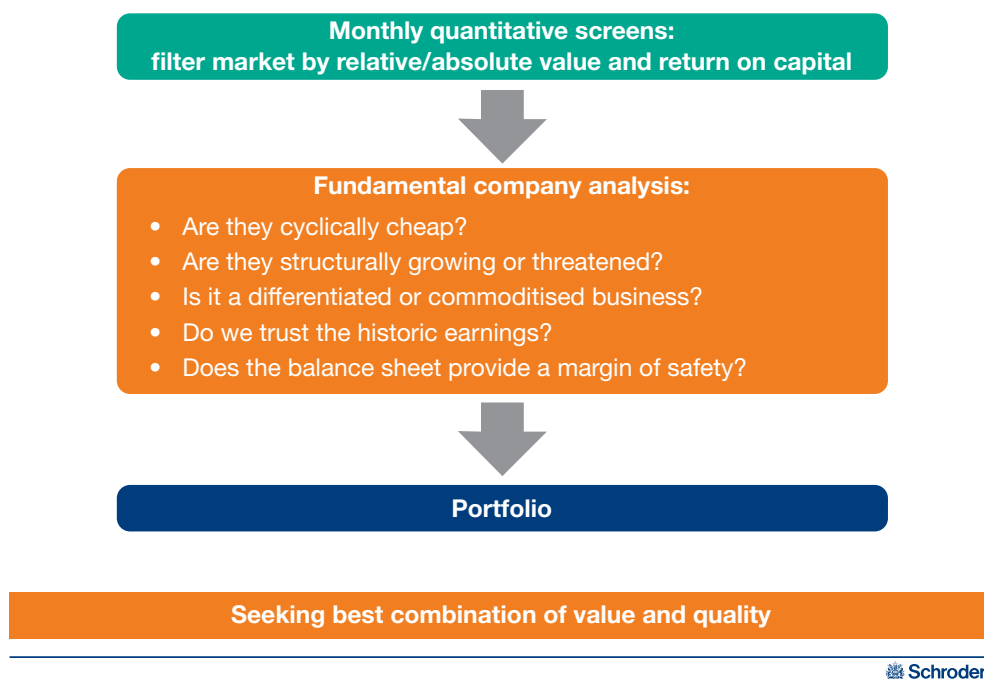 Monthly quantitative screens:
filter market by relative/absolute value and return on capital
Fundamental company analysis:
• Are they cyclically cheap?
• Are they structurally growing or threatened?
• Is it a differentiated or commoditised business?
• Do we trust the historic earnings?
• Does the balance sheet provide a margin of safety?
Portfolio
Seeking best combination of value and quality
Schroder